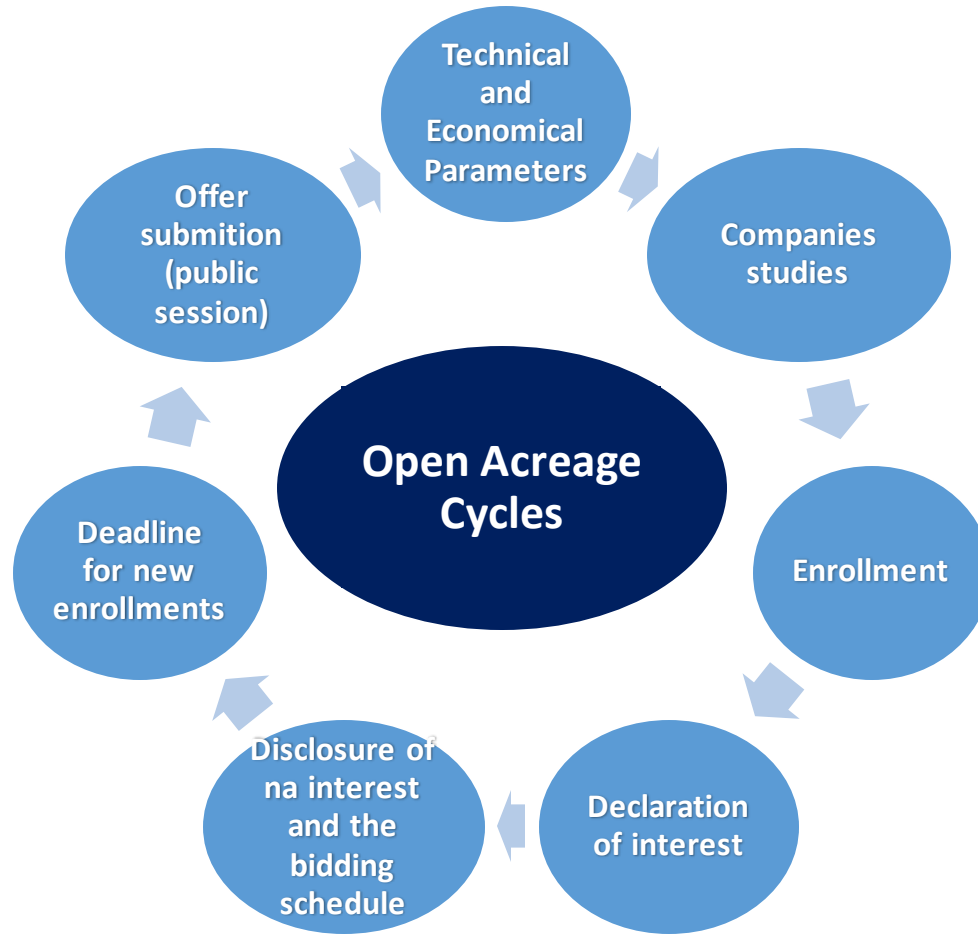 Technical
and
Economical
Parameters
Companies
studies
Enrollment
Declaration
of interest
Disclosure of
na interest
and the
bidding
schedule
Deadline
for new
enrollments
Offer
submition
(public
session)
Open Acreage
Cycles